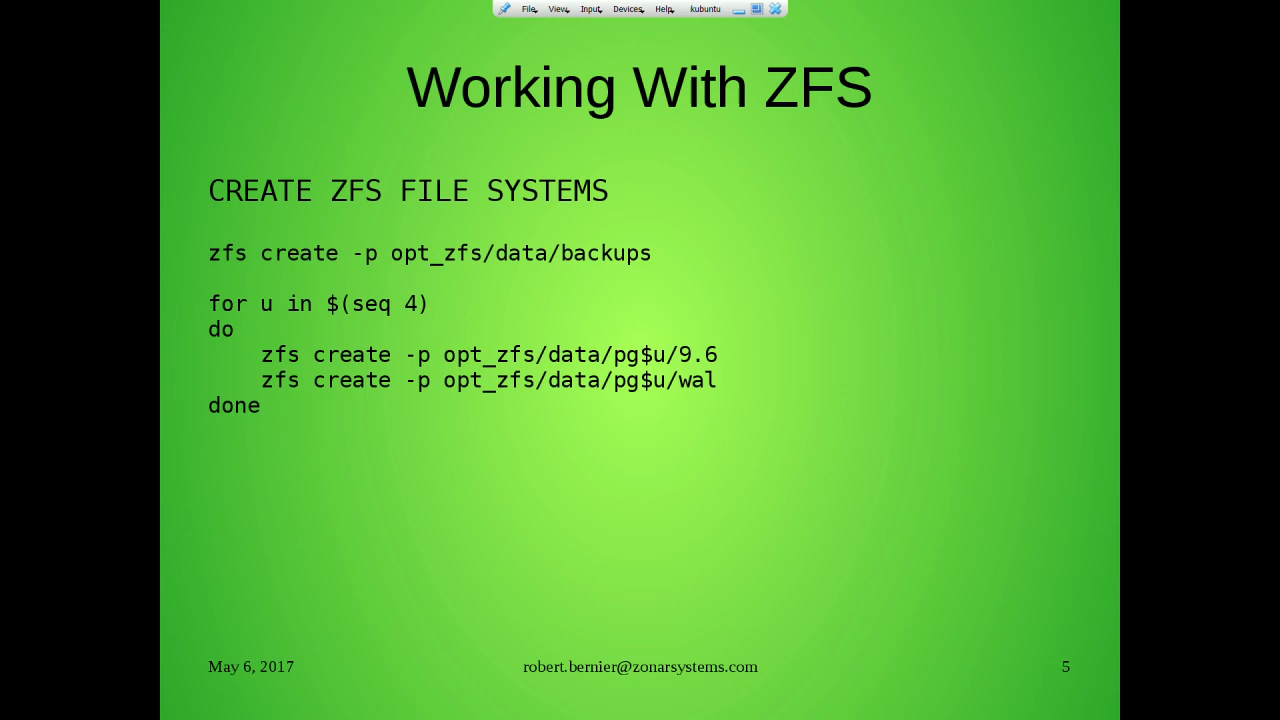 File View Input Devices Help kubuntu
Working With ZFS
CREATE ZFS FILE SYSTEMS
zfs create -p opt_zfs/data/backups
for u in $(seq 4)
do
    zfs create -p opt_zfs/data/pg$u/9.6
    zfs create -p opt_zfs/data/pg$u/wal
done
May 6, 2017 robert.bernier@zonarsystems.com 5